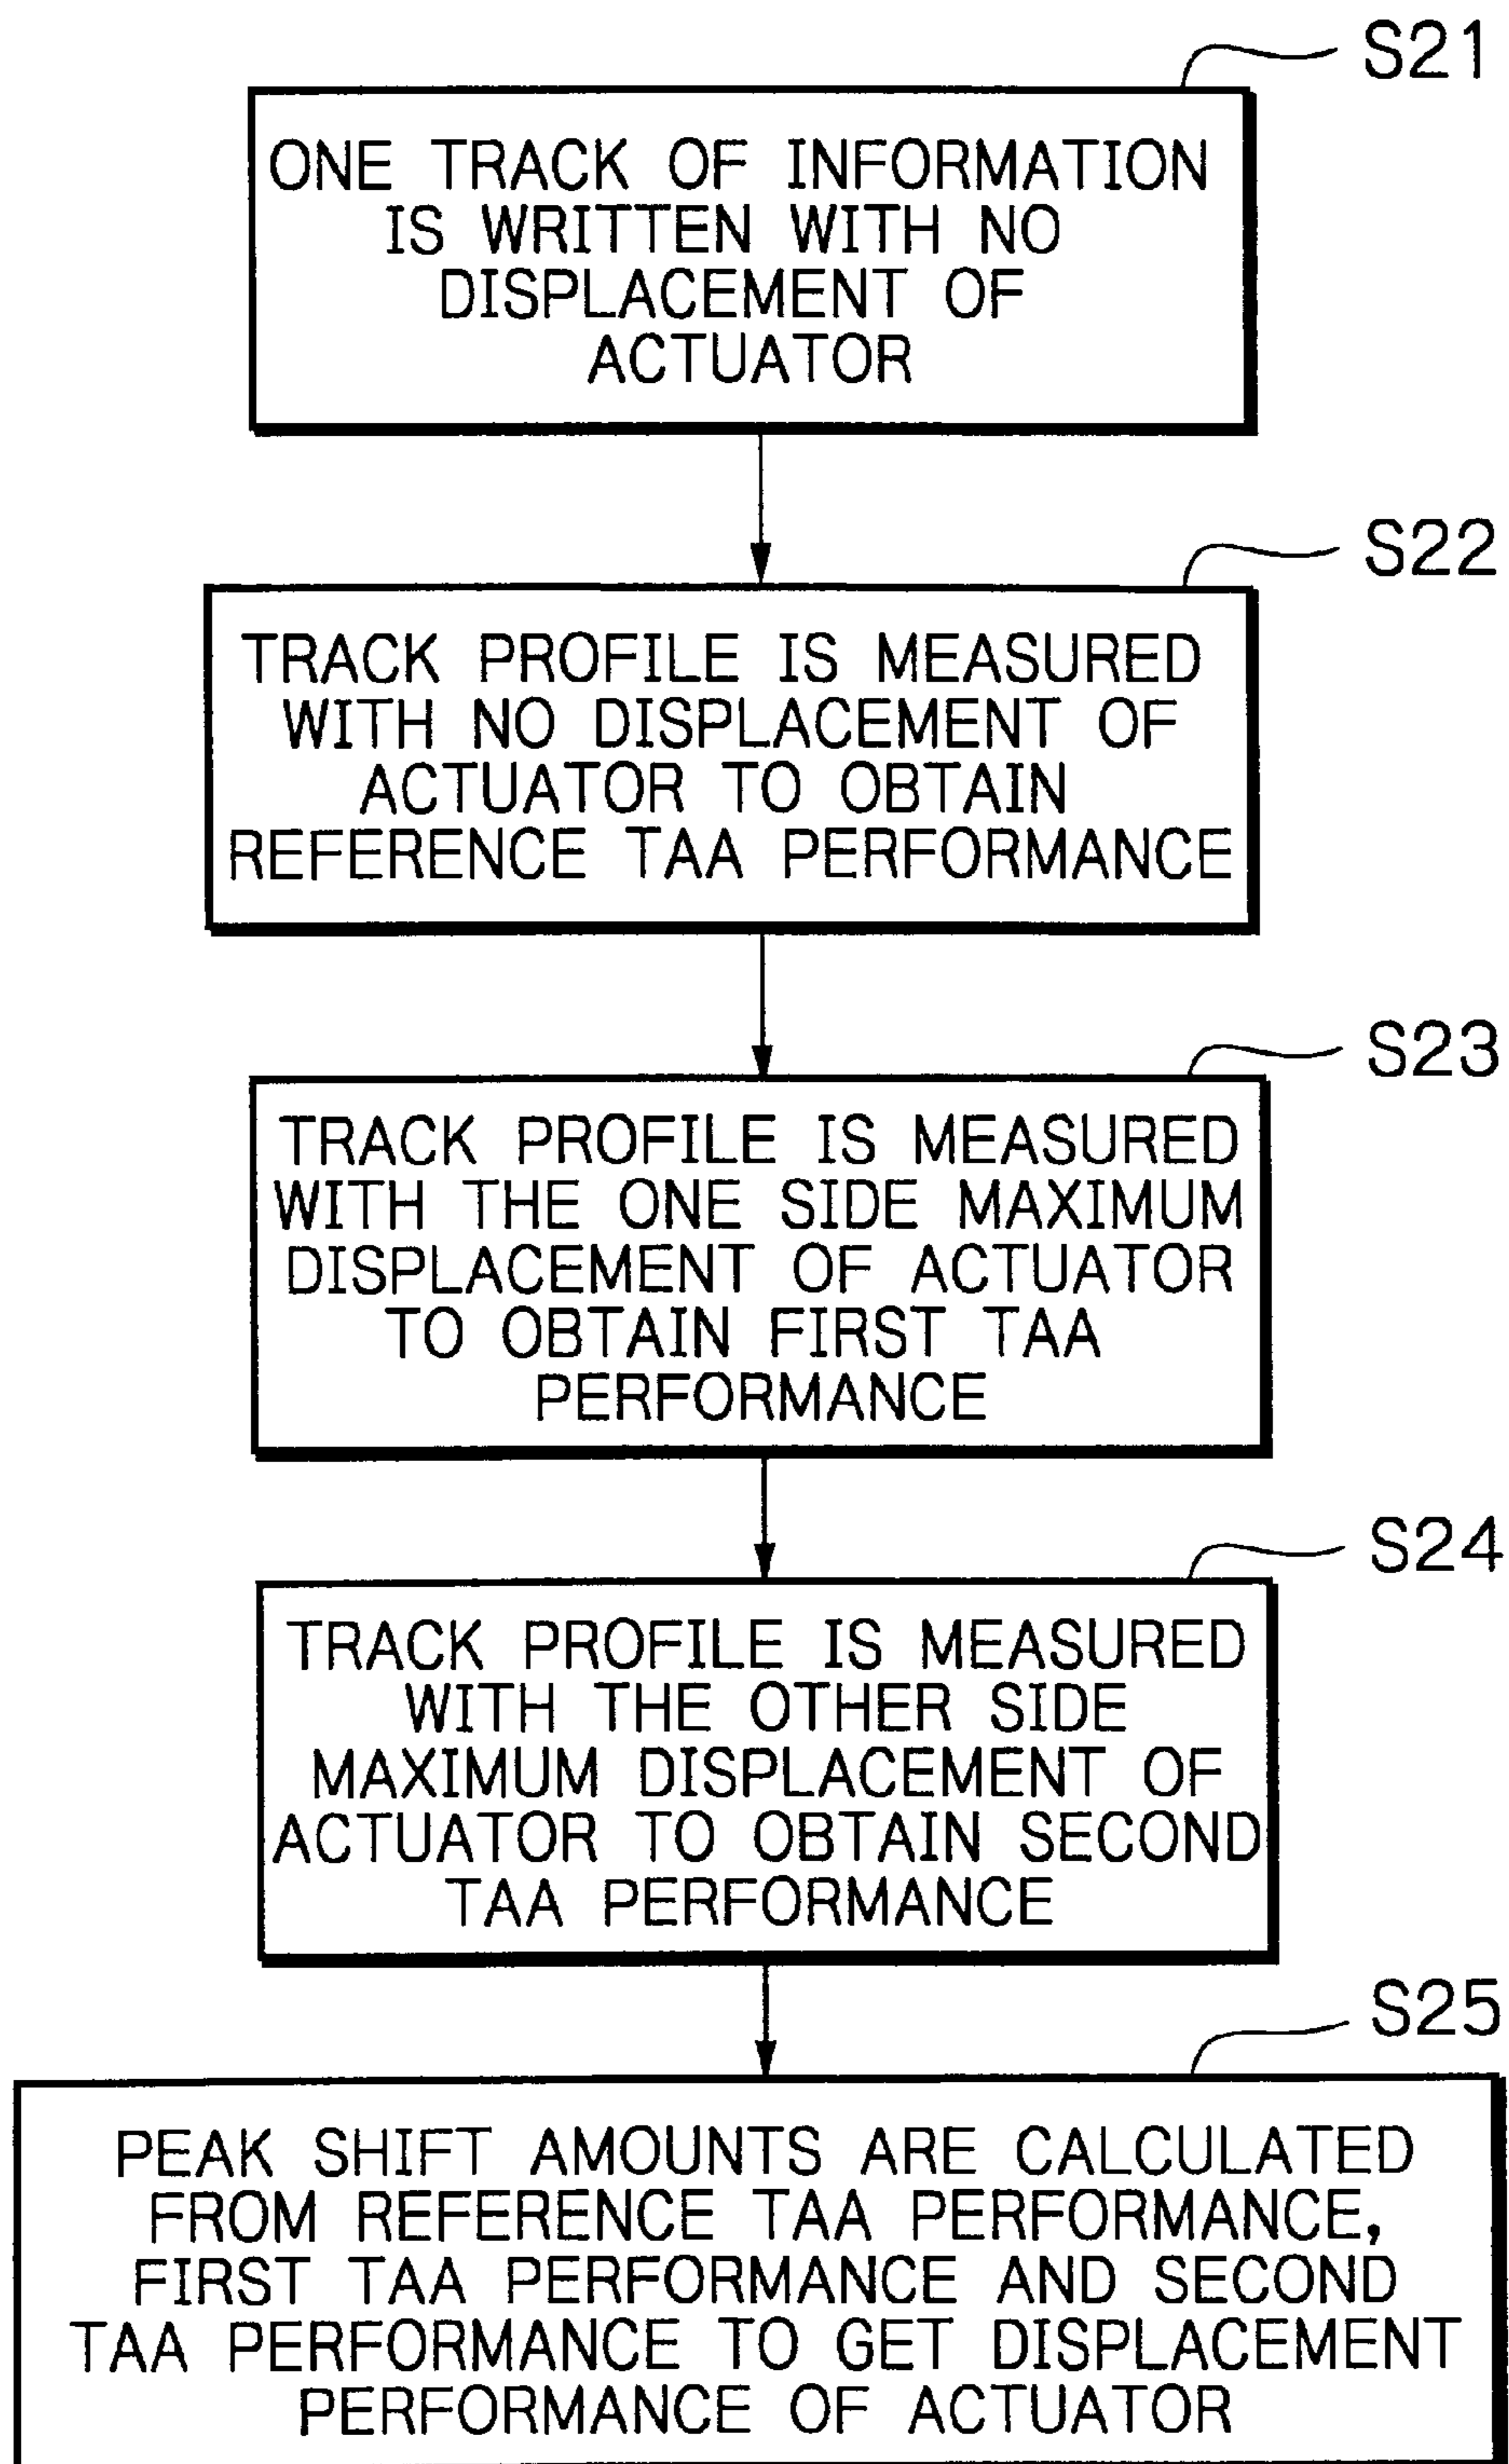 S21
ONE TRACK OF INFORMATION
IS WRITTEN WITH NO
DISPLACEMENT OF
ACTUATOR
S22
TRACK PROFILE IS MEASURED
WITH NO DISPLACEMENT OF
ACTUATOR TO OBTAIN
REFERENCE TAA PERFORMANCE
S23
TRACK PROFILE IS MEASURED
WITH THE ONE SIDE MAXIMUM
DISPLACEMENT OF ACTUATOR
TO OBTAIN FIRST TAA
PERFORMANCE
S24
TRACK PROFILE IS MEASURED
WITH THE OTHER SIDE
MAXIMUM DISPLACEMENT OF
ACTUATOR TO OBTAIN SECOND
TAA PERFORMANCE
S25
PEAK SHIFT AMOUNTS ARE CALCULATED
FROM REFERENCE TAA PERFORMANCE,
FIRST TAA PERFORMANCE AND SECOND
TAA PERFORMANCE TO GET DISPLACEMENT
PERFORMANCE OF ACTUATOR